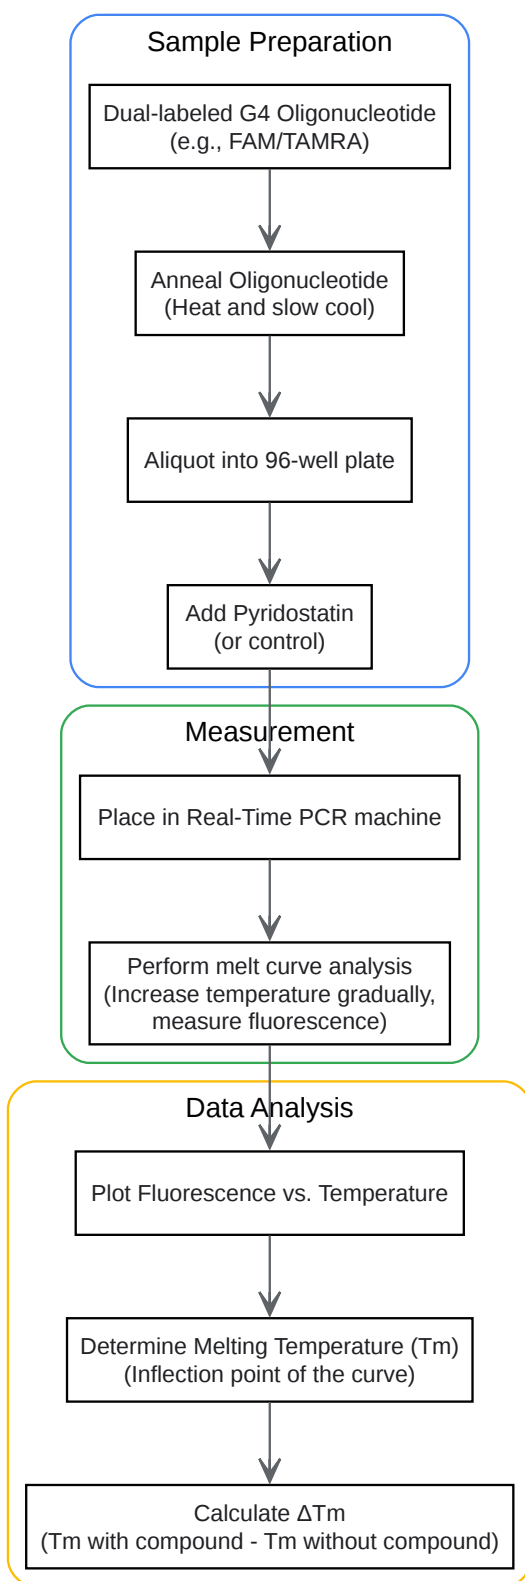 Sample Preparation
Dual-labeled G4 Oligonucleotide
(e.g., FAM/TAMRA)
Anneal Oligonucleotide
(Heat and slow cool)
Aliquot into 96-well plate
Add Pyridostatin
(or control)
Measurement
Place in Real-Time PCR machine
Perform melt curve analysis
(Increase temperature gradually,
measure fluorescence)
Data Analysis
Plot Fluorescence vs. Temperature
Determine Melting Temperature (Tm)
(Inflection point of the curve)
Calculate ΔTm
(Tm with compound - Tm without compound)